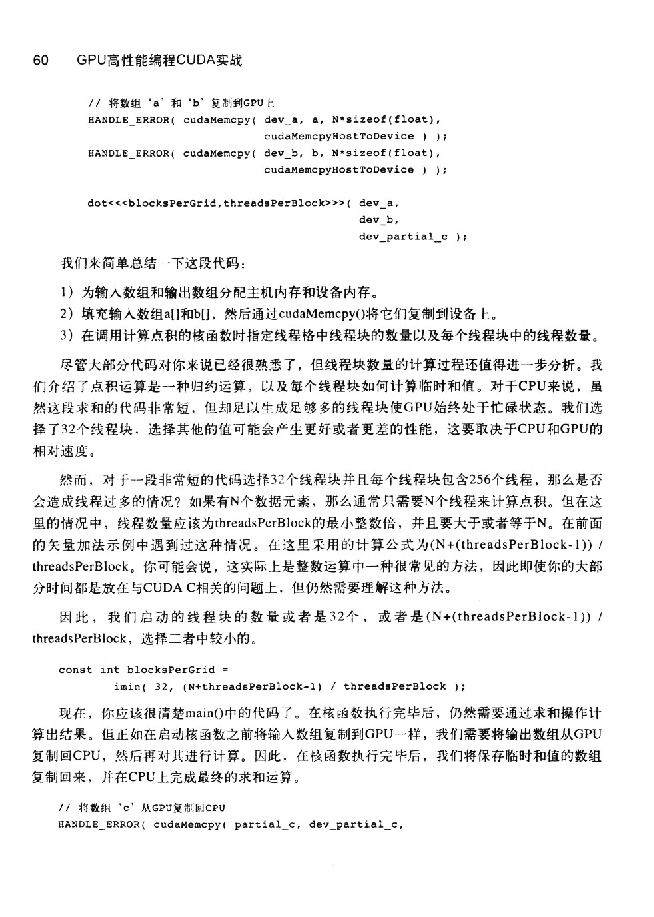 60 GPU高性能编程CUDA实战
// 将数组‘a’和‘b’复制到GPU上
HANDLE_ERROR( cudaMemcpy( dev_a, a, N*sizeof(float),
cudaMemcpyHostToDevice ) );
HANDLE_ERROR( cudaMemcpy( dev_b, b, N*sizeof(float),
cudaMemcpyHostToDevice ) );
dot<<<blocksPerGrid,threadsPerBlock>>>( dev_a,
dev_b,
dev_partial_c );
我们来简单总结一下这段代码：
1）为输入数组和输出数组分配主机内存和设备内存。
2）填充输入数组a[]和b[]，然后通过cudaMemcpy()将它们复制到设备上。
3）在调用计算点积的核函数时指定线程格中线程块的数量以及每个线程块中的线程数量。
尽管大部分代码对你来说已经很熟悉了，但线程块数量的计算过程还值得进一步分析。我
们介绍了点积运算是一种归约运算，以及每个线程块如何计算临时和值。对于CPU来说，虽
然这段求和的代码非常短，但却足以生成足够多的线程块使GPU始终处于忙碌状态。我们选
择了32个线程块，选择其他的值可能会产生更好或者更差的性能，这要取决于CPU和GPU的
相对速度。
然而，对于一段非常短的代码选择32个线程块并且每个线程块包含256个线程，那么是否
会造成线程过多的情况？如果有N个数据元素，那么通常只需要N个线程来计算点积。但在这
里的情况中，线程数量应该为threadsPerBlock的最小整数倍，并且要大于或者等于N。在前面
的矢量加法示例中遇到过这种情况。在这里采用的计算公式为(N+(threadsPerBlock-1)) /
threadsPerBlock。你可能会说，这实际上是整数运算中一种很常见的方法，因此即使你的大部
分时间都是放在与CUDA C相关的问题上，但仍然需要理解这种方法。
因此，我们启动的线程块的数量或者是32个，或者是(N+(threadsPerBlock-1)) /
threadsPerBlock，选择二者中较小的。
const int blocksPerGrid =
imin( 32, (N+threadsPerBlock-1) / threadsPerBlock );
现在，你应该很清楚main()中的代码了。在核函数执行完毕后，仍然需要通过求和操作计
算出结果。但正如在启动核函数之前将输入数组复制到GPU一样，我们需要将输出数组从GPU
复制回CPU，然后再对其进行计算。因此，在核函数执行完毕后，我们将保存临时和值的数组
复制回来，并在CPU上完成最终的求和运算。
// 将数组‘c’从GPU复制回CPU
HANDLE_ERROR( cudaMemcpy( partial_c, dev_partial_c,